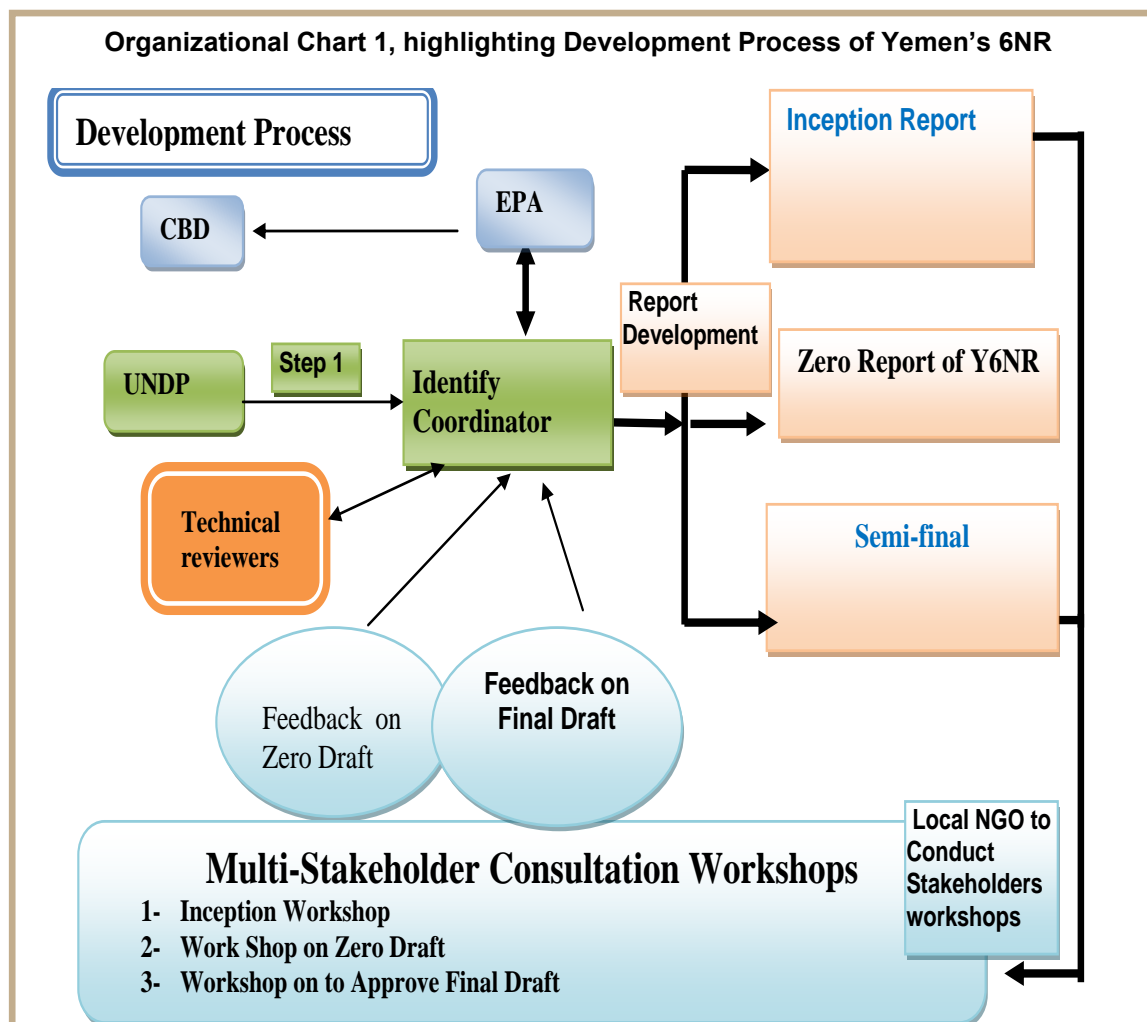 Organizational Chart 1, highlighting Development Process of Yemen's 6NR
Development Process
Inception Report
CBD
EPA
Report
Development
UNDP
Step 1
Identify
Coordinator
Zero Report of Y6NR
Technical
reviewers
Semi-final
Feedback on
Zero Draft
Feedback on
Final Draft
Local NGO to
Conduct
Stakeholders
workshops
Multi-Stakeholder Consultation Workshops
1- Inception Workshop
2- Work Shop on Zero Draft
3- Workshop on to Approve Final Draft